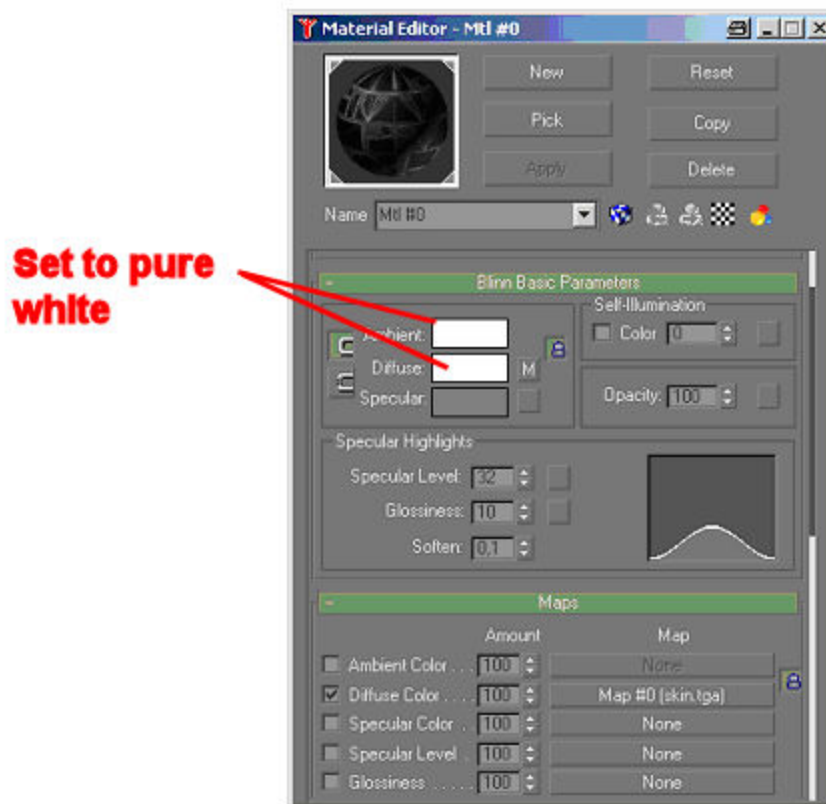 Material Editor - Mtl #0
New
Reset
Pick
Copy
Apply
Delete
Name Mtl #0
Set to pure
white
- Blinn Basic Parameters
Self-Illumination
Ambient:
Color 0
Diffuse: M
Specular:
Opacity: 100
Specular Highlights
Specular Level: 32
Glossiness: 10
Soften: 0,1
- Maps
Amount Map
Ambient Color . . . 100 None
Diffuse Color . . . . 100 Map #0 (skin.tga)
Specular Color . . 100 None
Specular Level . 100 None
Glossiness . . . . . 100 None